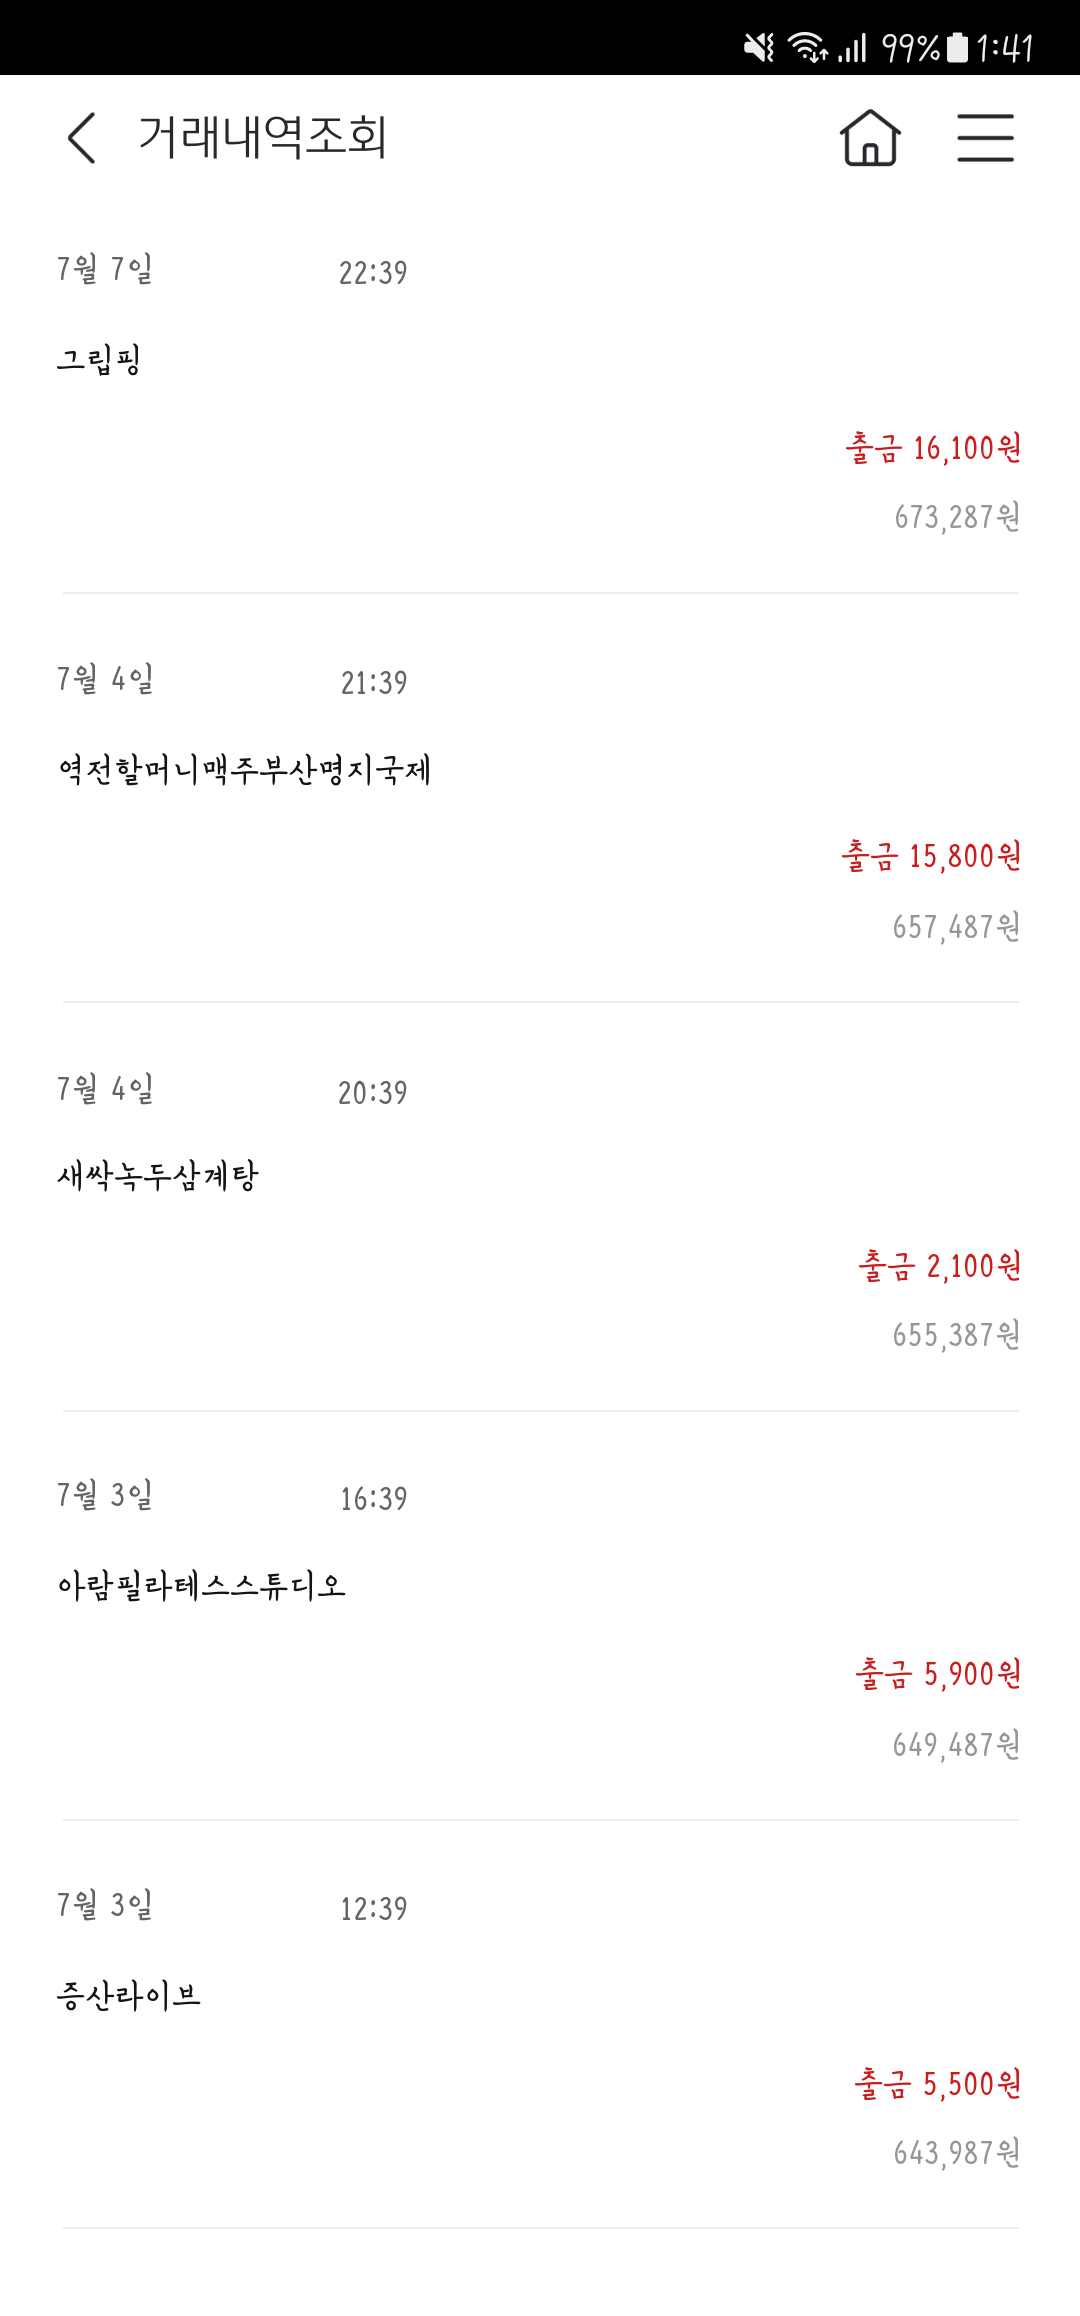 99% 1:41
거래내역조회
7월 7일 22:39
그립핑
출금 16,100원
673,287원
7월 4일 21:39
역전할머니맥주부산명지국제
출금 15,800원
657,487원
7월 4일 20:39
새싹녹두삼계탕
출금 2,100원
655,387원
7월 3일 16:39
아람필라테스스튜디오
출금 5,900원
649,487원
7월 3일 12:39
증산라이브
출금 5,500원
643,987원